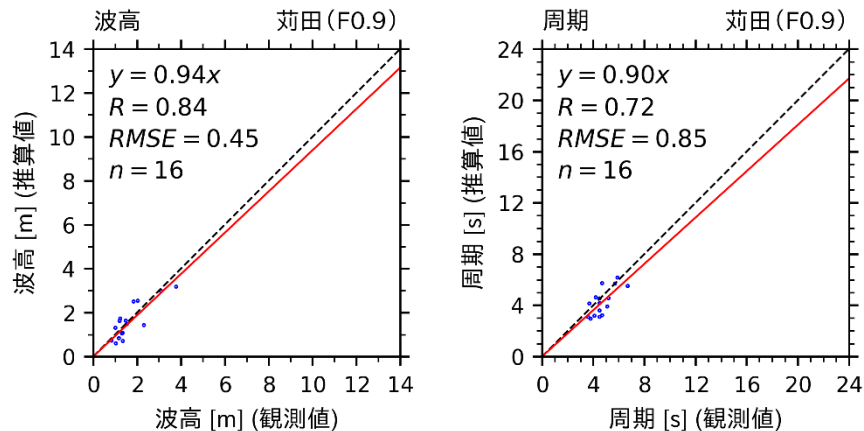 波高 苅田(F0.9)
y = 0.94x
R = 0.84
RMSE = 0.45
n = 16
14
12
10
8
6
4
2
0
0 2 4 6 8 10 12 14
波高 [m] (推算値)
波高 [m] (観測値)
周期 苅田(F0.9)
y = 0.90x
R = 0.72
RMSE = 0.85
n = 16
24
20
16
12
8
4
0
0 4 8 12 16 20 24
周期 [s] (推算値)
周期 [s] (観測値)